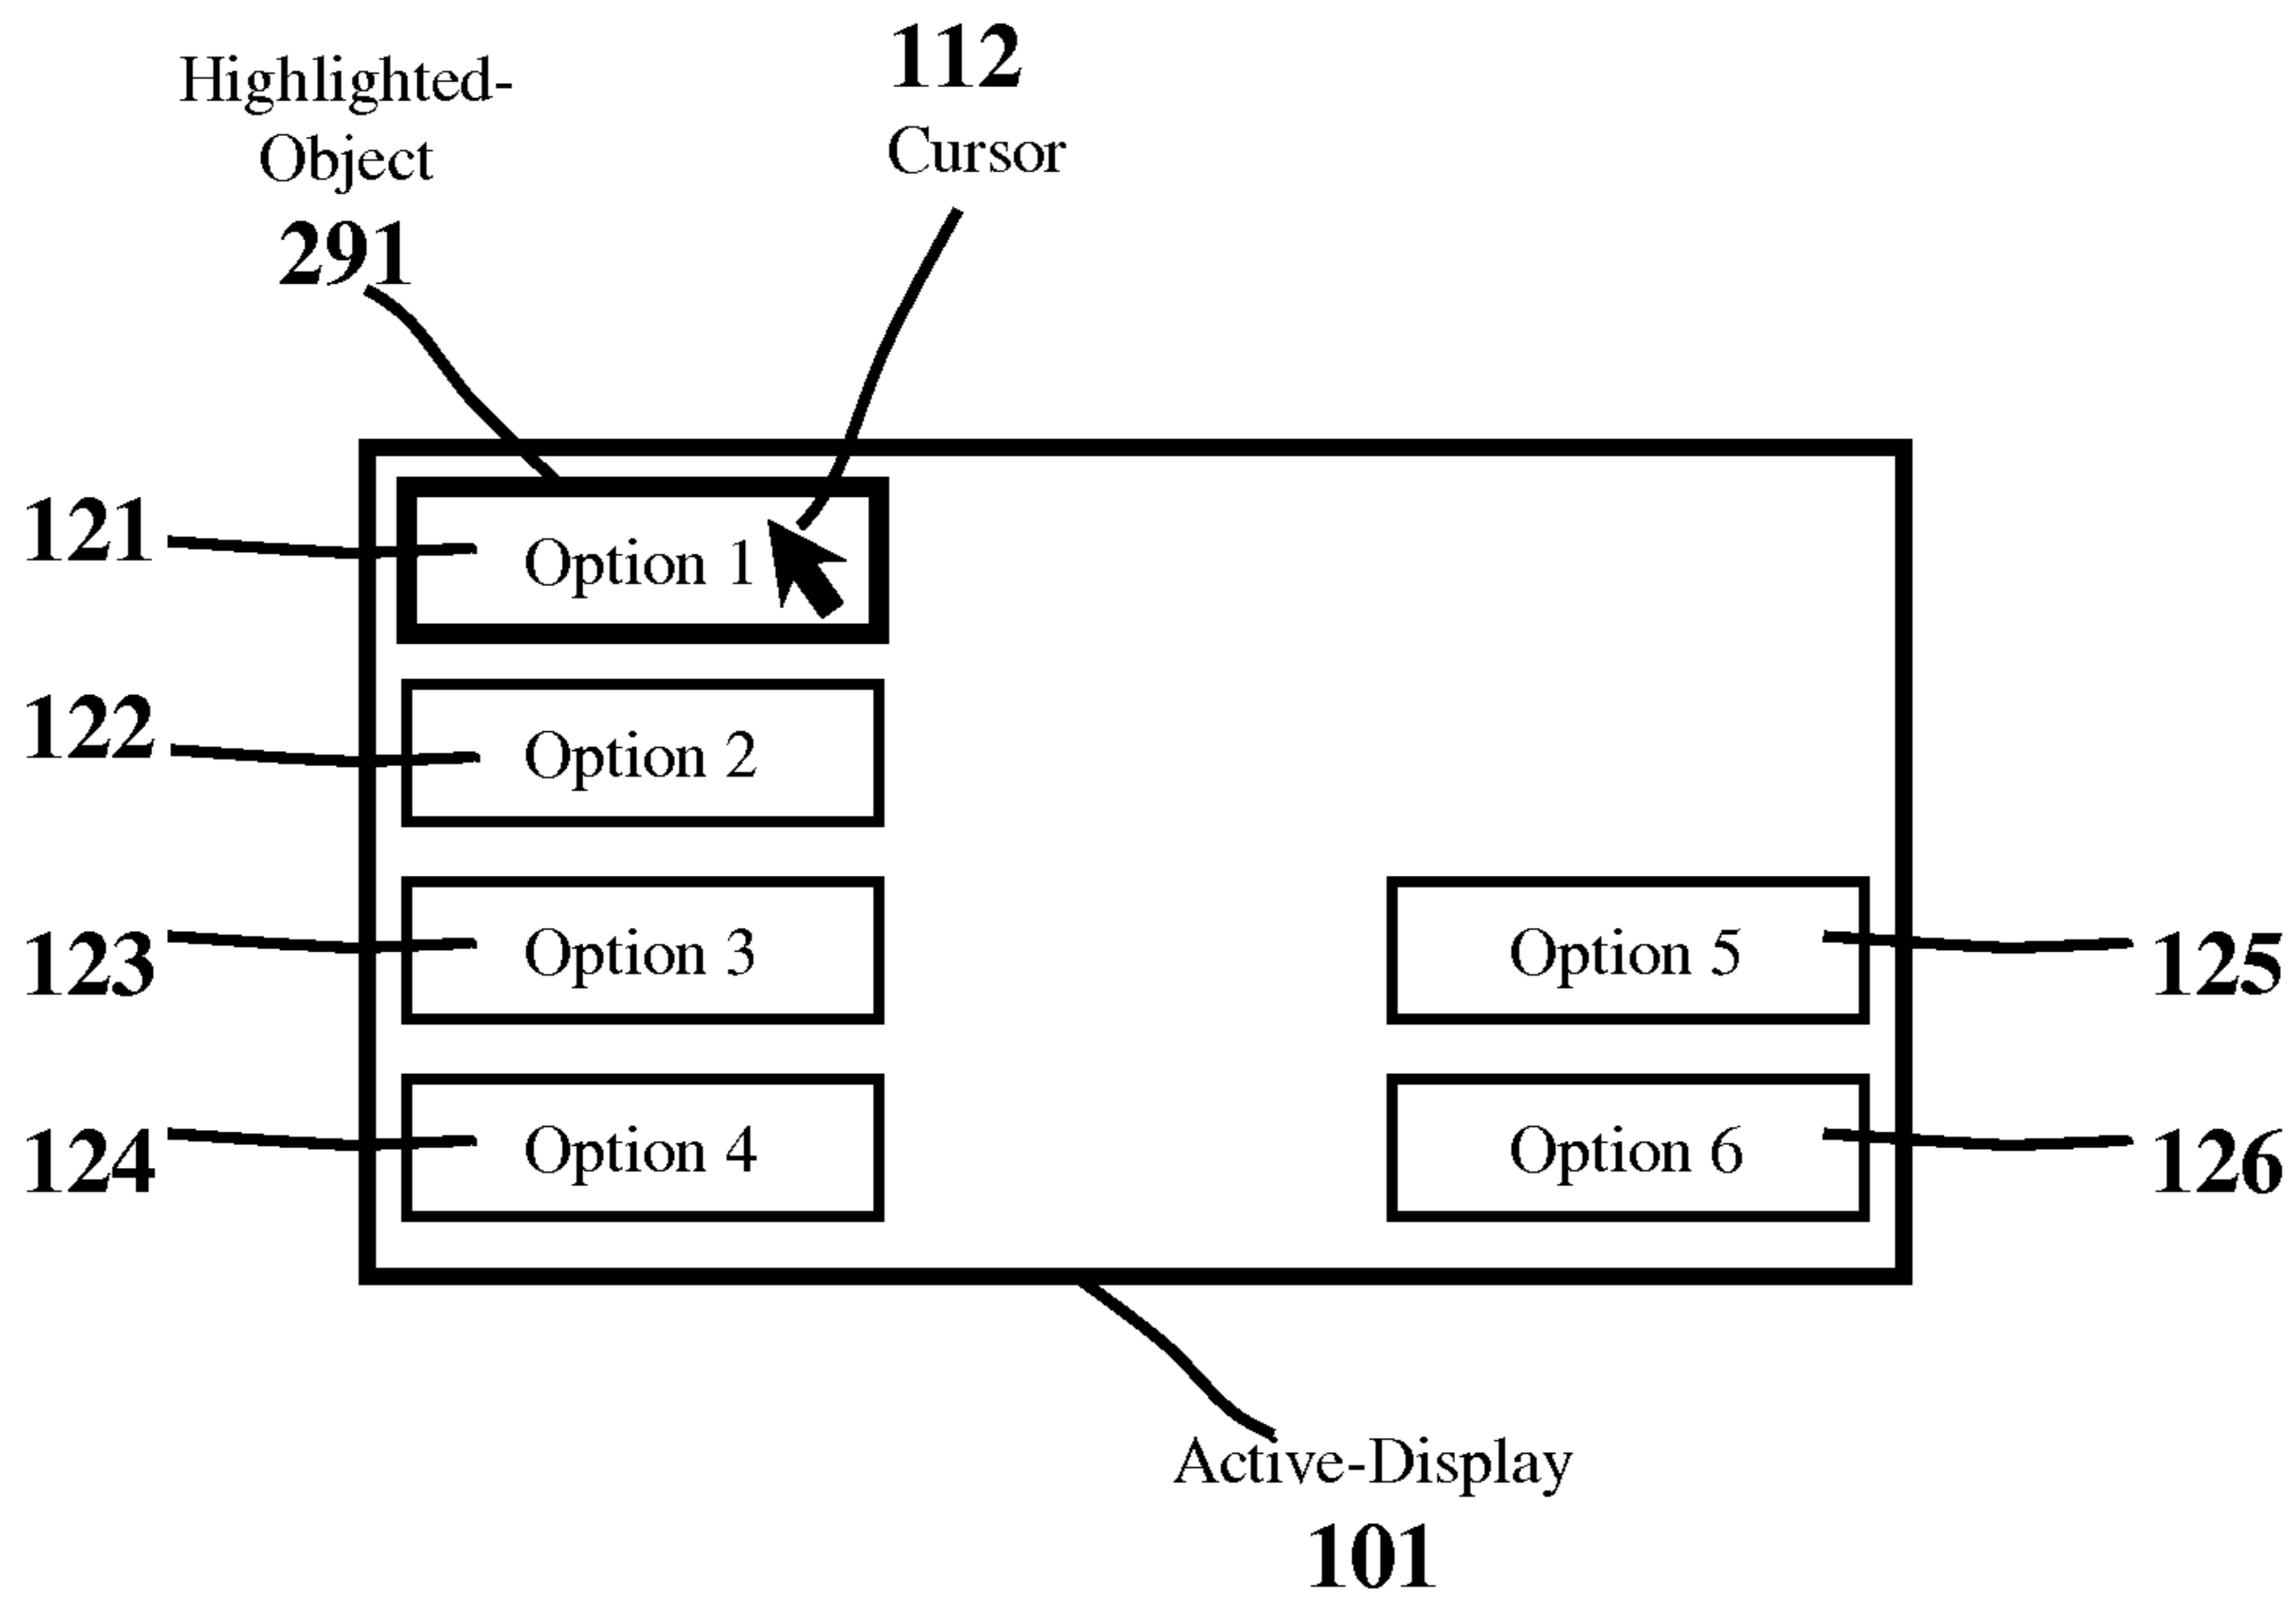 Highlighted-
Object
291
112
Cursor
121
Option 1
122
Option 2
123
Option 3
Option 5
125
124
Option 4
Option 6
126
Active-Display
101